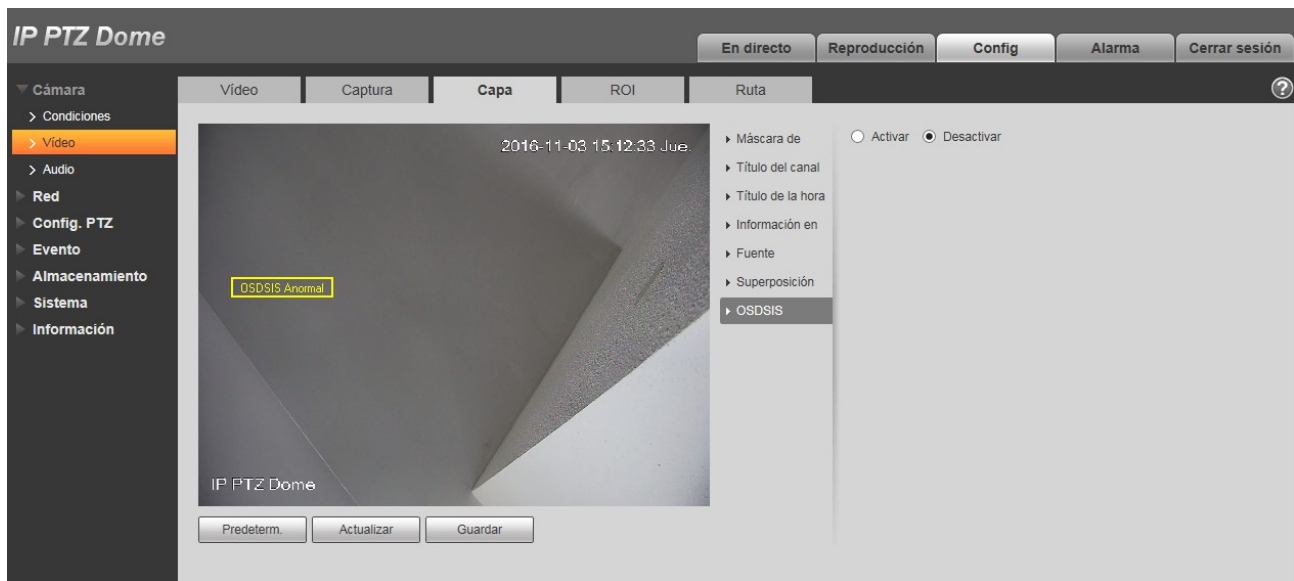 IP PTZ Dome
En directo
Reproducción
Config
Alarma
Cerrar sesión
Cámara
Condiciones
Vídeo
Audio
Red
Config. PTZ
Evento
Almacenamiento
Sistema
Información
Vídeo
Captura
Capa
ROI
Ruta
?
2016-11-03 15:12:33 Jue.
OSDSIS Anormal
IP PTZ Dome
Máscara de
Título del canal
Título de la hora
Información en
Fuente
Superposición
OSDSIS
Activar
Desactivar
Predeterm.
Actualizar
Guardar